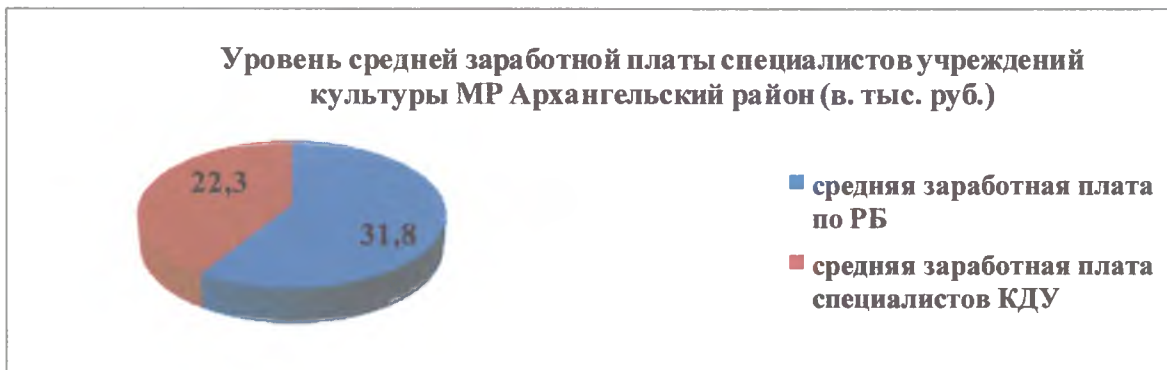 Уровень средней заработной платы специалистов учреждений
культуры МР Архангельский район (в. тыс. руб.)
22,3
31,8
средняя заработная плата
по РБ
средняя заработная плата
специалистов КДУ